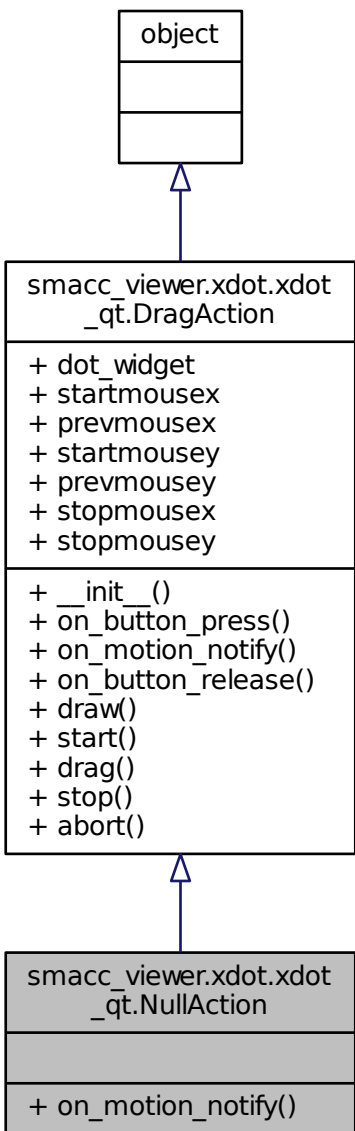 object
smacc_viewer.xdot.xdot
_qt.DragAction
+ dot_widget
+ startmousex
+ prevmousex
+ startmousey
+ prevmousey
+ stopmousex
+ stopmousey
+ __init__()
+ on_button_press()
+ on_motion_notify()
+ on_button_release()
+ draw()
+ start()
+ drag()
+ stop()
+ abort()
smacc_viewer.xdot.xdot
_qt.NullAction
+ on_motion_notify()